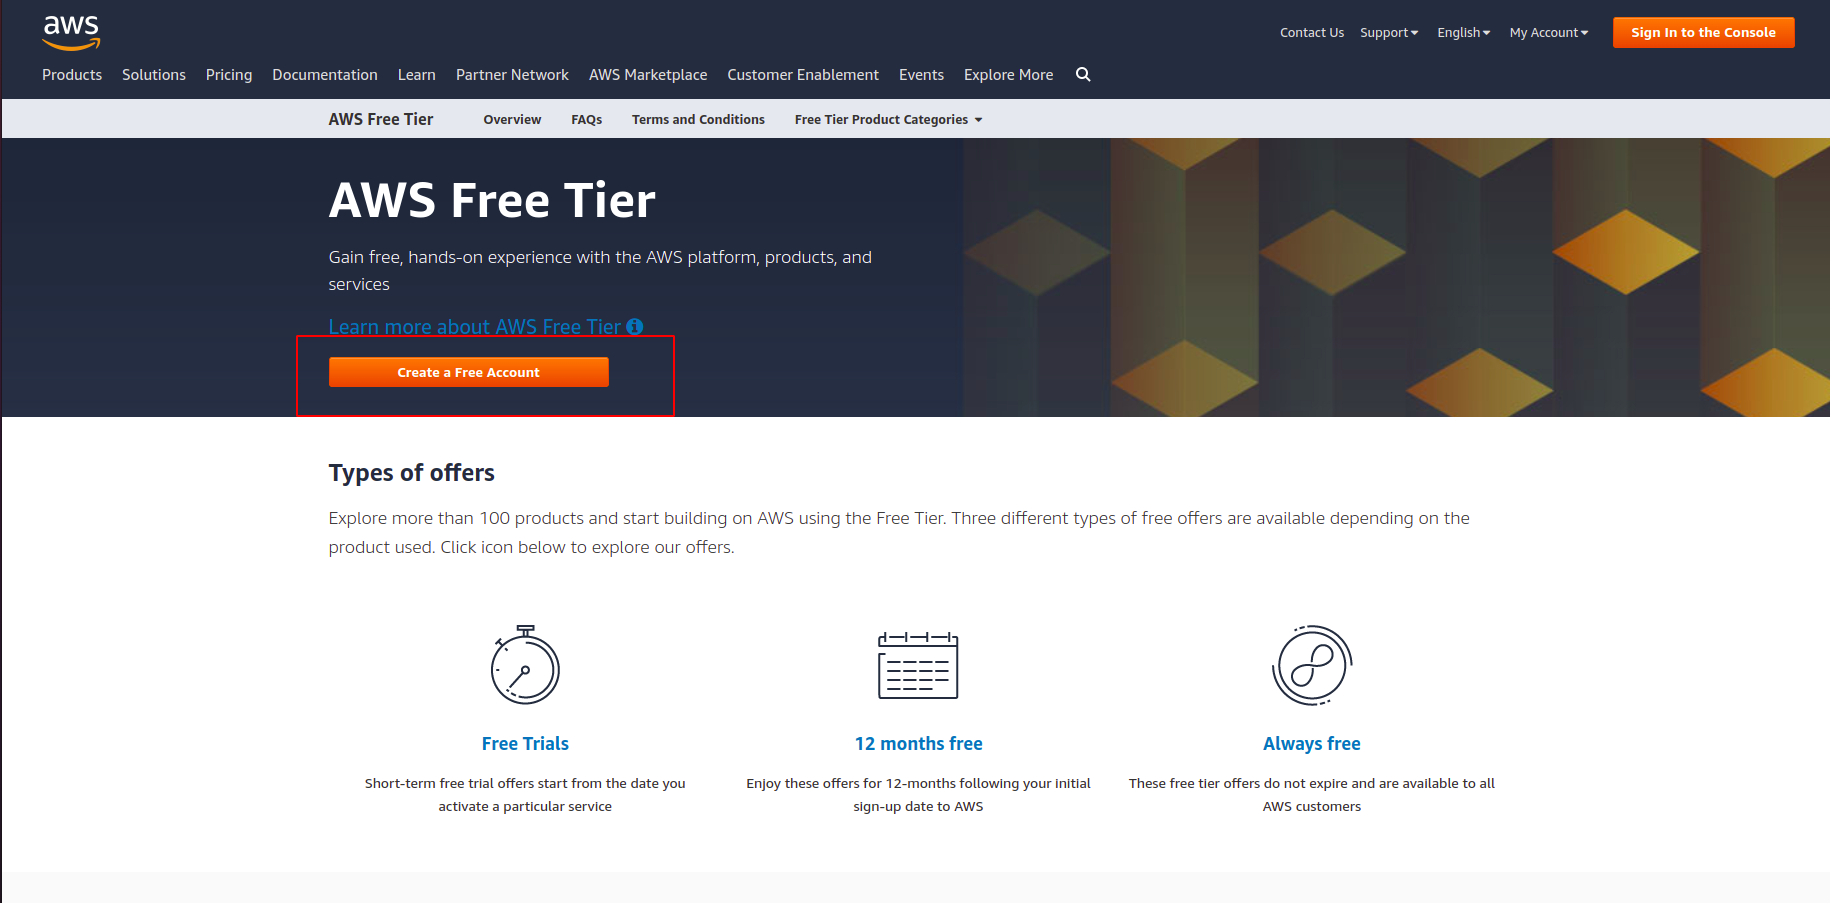 aws
Contact Us Support English My Account Sign In to the Console
Products Solutions Pricing Documentation Learn Partner Network AWS Marketplace Customer Enablement Events Explore More
AWS Free Tier Overview FAQs Terms and Conditions Free Tier Product Categories
AWS Free Tier
Gain free, hands-on experience with the AWS platform, products, and
services
Learn more about AWS Free Tier
Create a Free Account
Types of offers
Explore more than 100 products and start building on AWS using the Free Tier. Three different types of free offers are available depending on the
product used. Click icon below to explore our offers.
Free Trials
Short-term free trial offers start from the date you
activate a particular service
12 months free
Enjoy these offers for 12-months following your initial
sign-up date to AWS
Always free
These free tier offers do not expire and are available to all
AWS customers